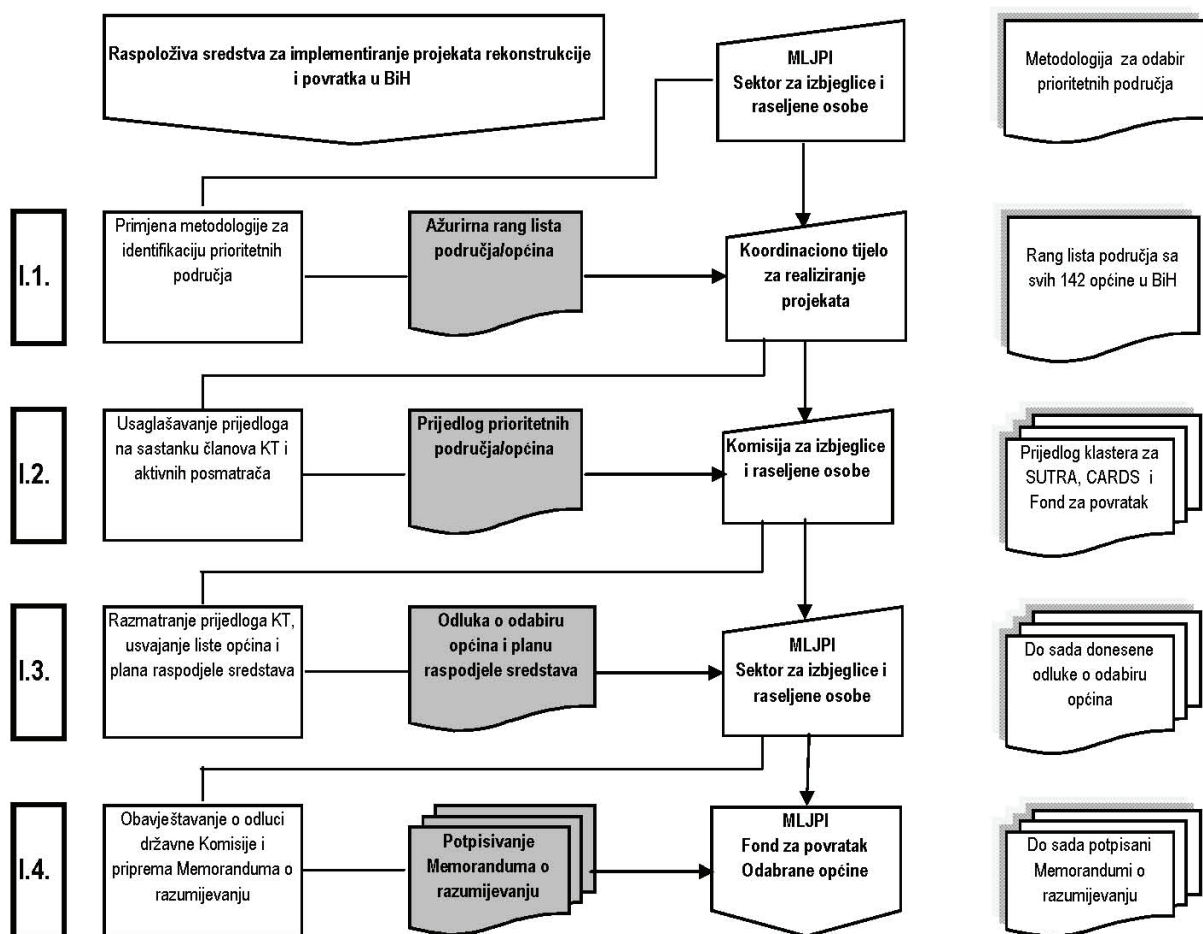 Raspoloživa sredstva za implementiranje projekata rekonstrukcije
i povratka u BiH
MLJPI
Sektor za izbjeglice i
raseljene osobe
Metodologija za odabir
prioritetnih područja
I.1.
Primjena metodologije za
identifikaciju prioritetnih
područja
Ažurirna rang lista
područja/općina
Koordinaciono tijelo
za realiziranje
projekata
Rang lista područja sa
svih 142 općine u BiH
I.2.
Usaglašavanje prijedloga
na sastanku članova KT i
aktivnih posmatrača
Prijedlog prioritetnih
područja/općina
Komisija za izbjeglice
i raseljene osobe
Prijedlog klastera za
SUTRA, CARDS i
Fond za povratak
I.3.
Razmatranje prijedloga KT,
usvajanje liste općina i
plana raspodjele sredstava
Odluka o odabiru
općina i planu
raspodjele sredstava
MLJPI
Sektor za izbjeglice i
raseljene osobe
Do sada donesene
odluke o odabiru
općina
I.4.
Obavještavanje o odluci
državne Komisije i
priprema Memoranduma o
razumjevanju
Potpisivanje
Memoranduma o
razumijevanju
MLJPI
Fond za povratak
Odabrane općine
Do sada potpisani
Memorandumi o
razumjevanju